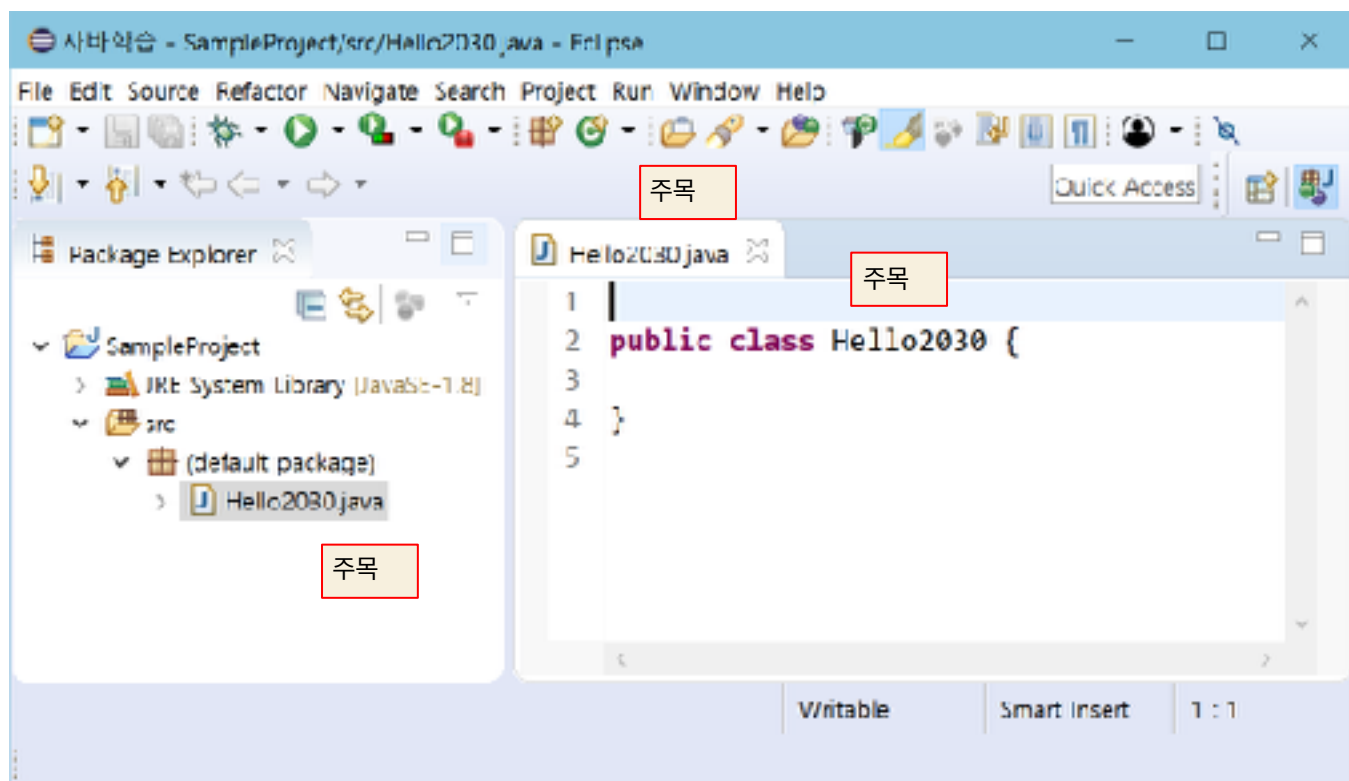 사바학습 - SampleProject/src/Hello2030.java - Eclipse
File Edit Source Refactor Navigate Search Project Run Window Help
주목
Quick Access
Package Explorer
Hello2030.java
주목
1
SampleProject
2 public class Hello2030 {
JRE System Library [JavaSE-1.8]
3
src
4 }
(default package)
5
Hello2030.java
주목
Writable Smart Insert 1 : 1